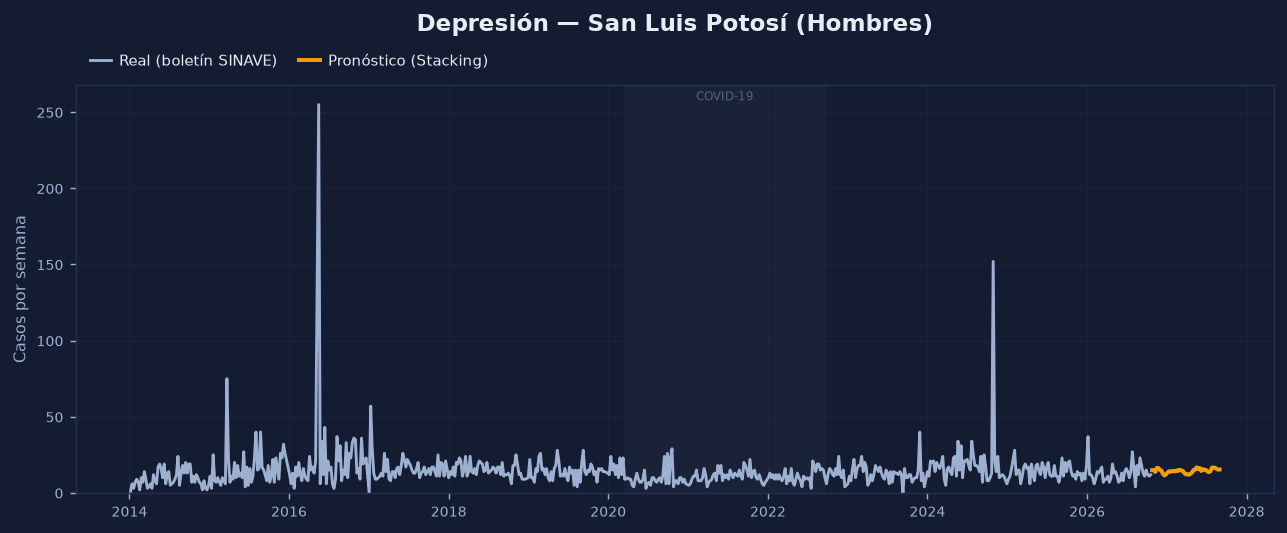 Depresión — San Luis Potosí (Hombres)
Real (boletín SINAVE) Pronóstico (Stacking)
COVID-19
Casos por semana
250
200
150
100
50
0
2014 2016 2018 2020 2022 2024 2026 2028